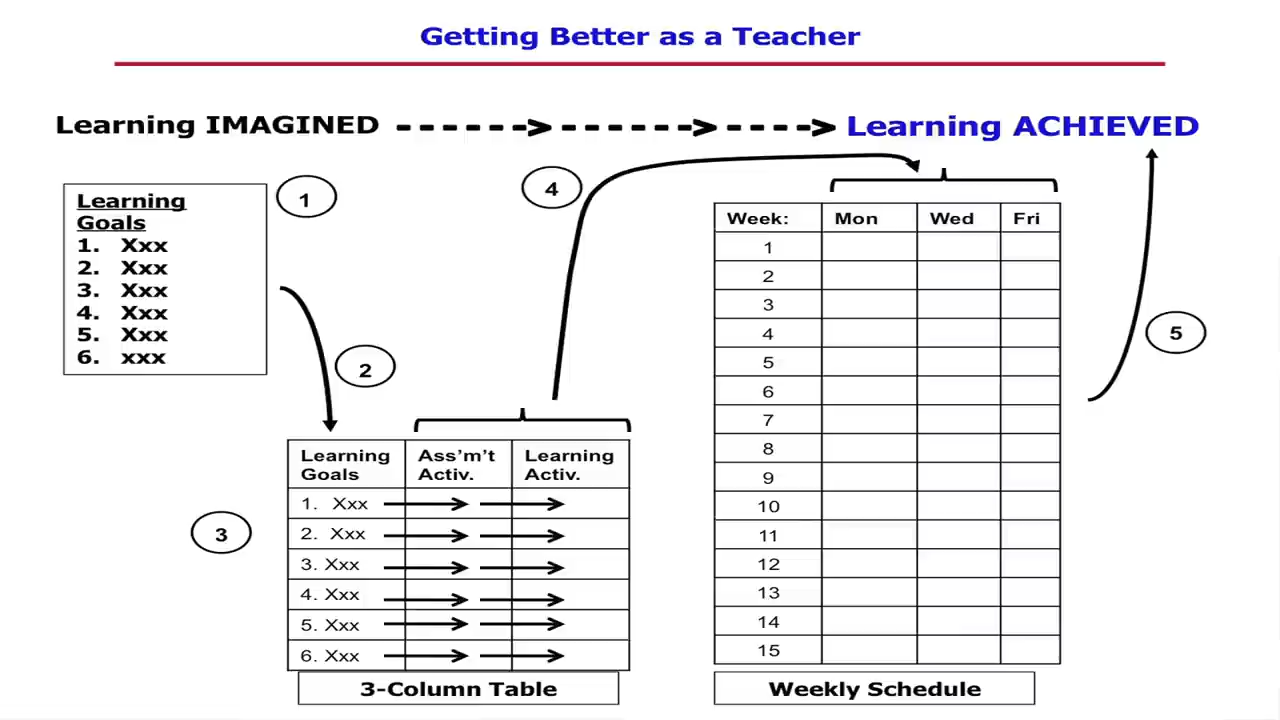 Getting Better as a Teacher
Learning IMAGINED
Learning ACHIEVED
Learning
Goals
1. Xxx
2. Xxx
3. Xxx
4. Xxx
5. Xxx
6. xxx
1
2
3
4
5
Learning Goals Ass’m’t Activ. Learning Activ.
1. Xxx
2. Xxx
3. Xxx
4. Xxx
5. Xxx
6. Xxx
3-Column Table
Week: Mon Wed Fri
1
2
3
4
5
6
7
8
9
10
11
12
13
14
15
Weekly Schedule